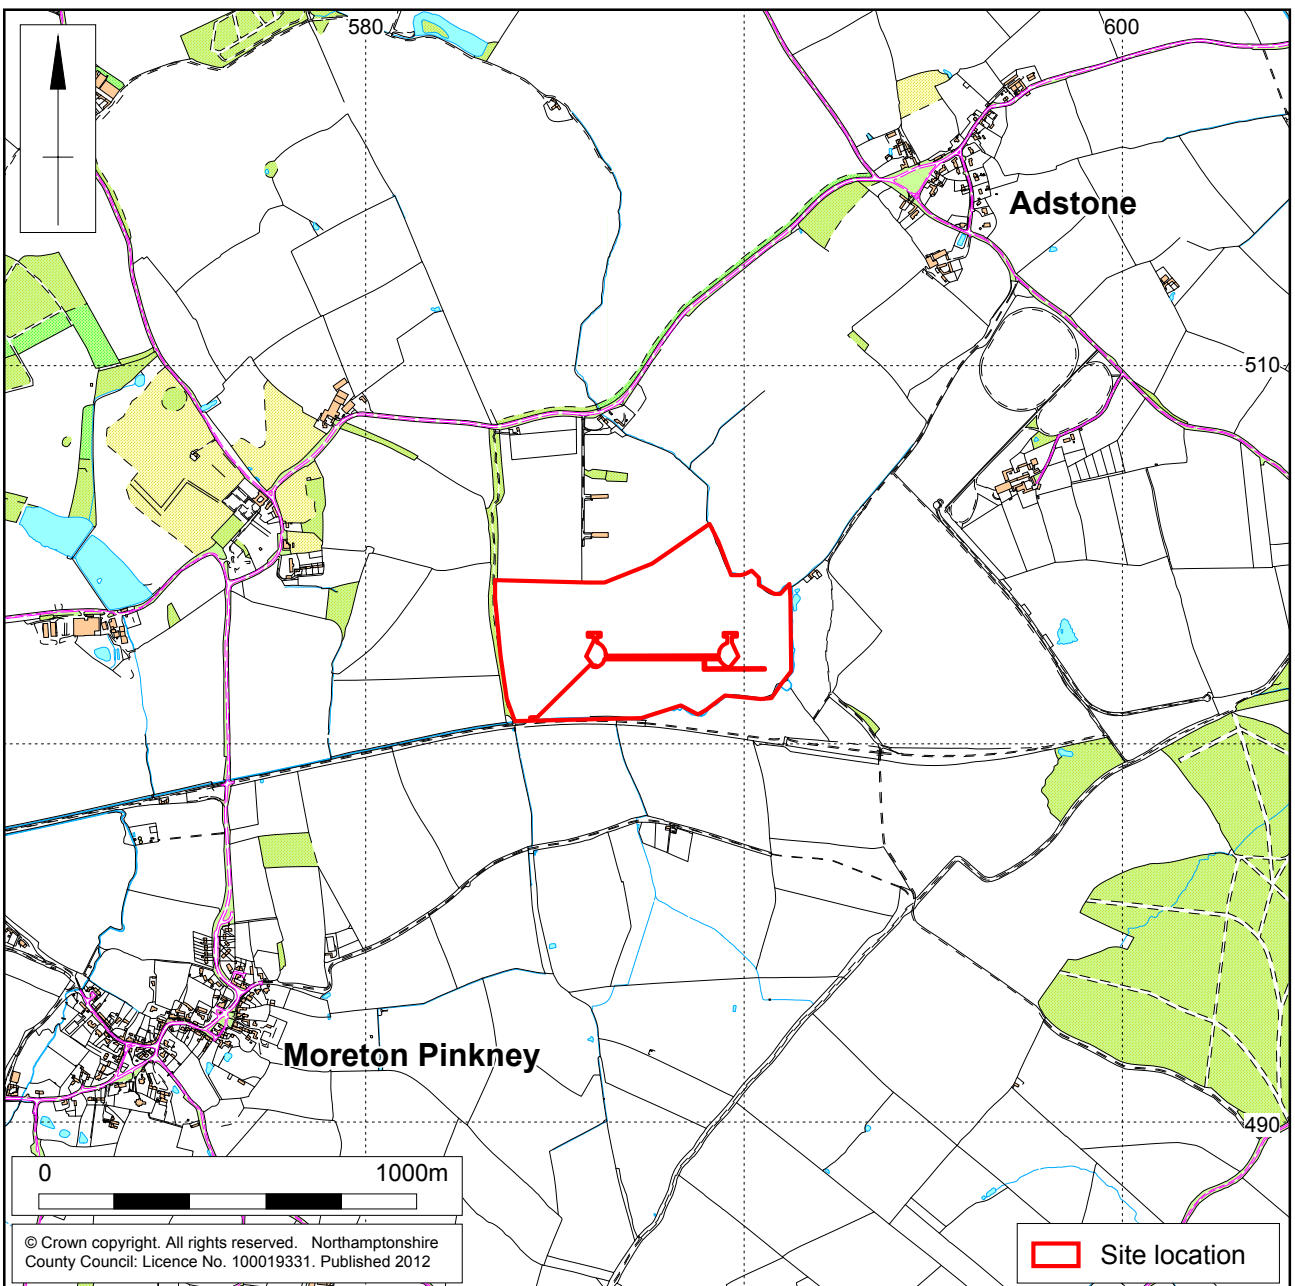 580
600
Adstone
510
Moreton Pinkney
490
0 1000m
© Crown copyright. All rights reserved. Northamptonshire
County Council: Licence No. 100019331. Published 2012
Site location